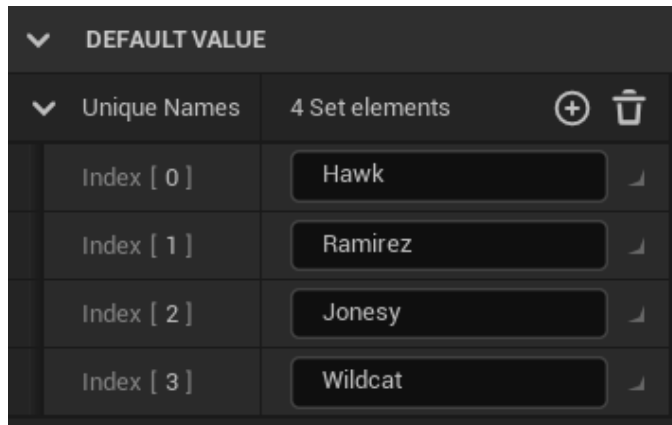 DEFAULT VALUE
Unique Names 4 Set elements
Index [ 0 ] Hawk
Index [ 1 ] Ramirez
Index [ 2 ] Jonesy
Index [ 3 ] Wildcat